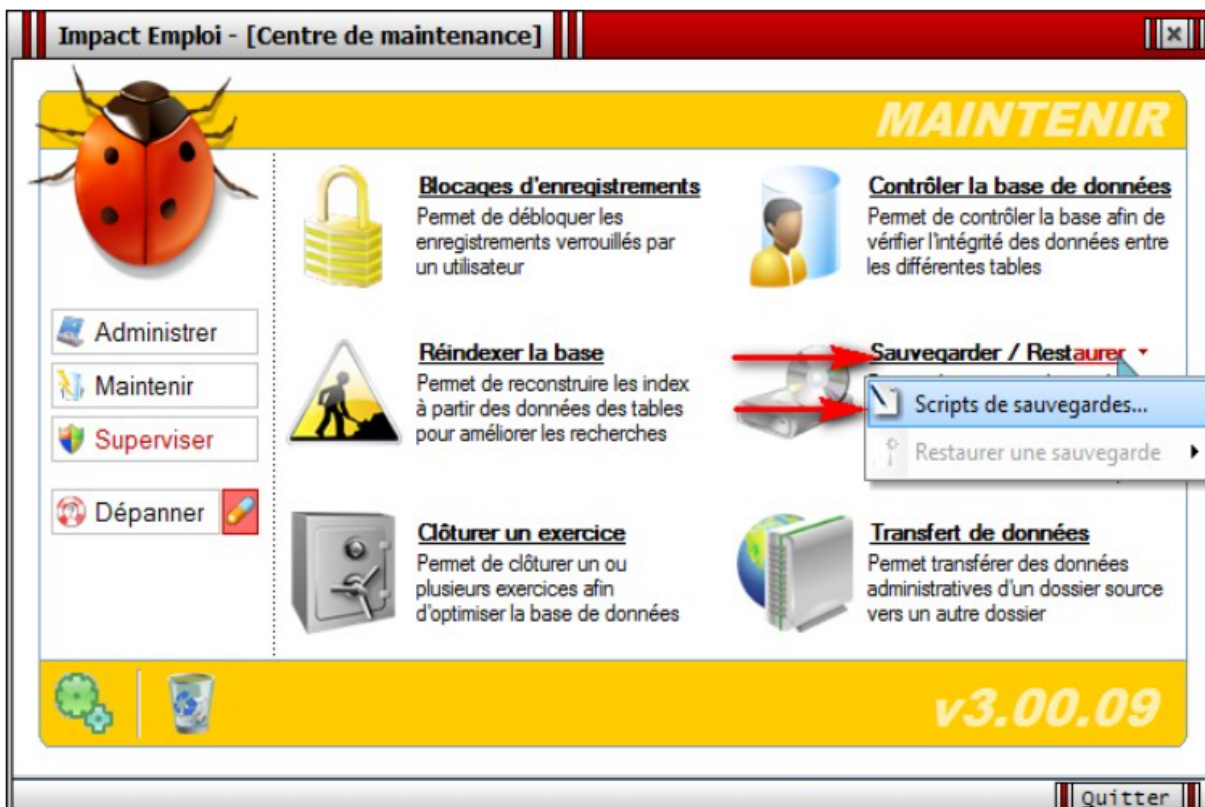 Impact Emploi - [Centre de maintenance]
MAINTENIR
Blocages d'enregistrements
Permet de débloquer les
enregistrements verrouillés par
un utilisateur
Contrôler la base de données
Permet de contrôler la base afin de
vérifier l'intégrité des données entre
les différentes tables
Administrer
Maintenir
Superviser
Dépanner
Réindexer la base
Permet de reconstruire les index
à partir des données des tables
pour améliorer les recherches
Sauvegarder / Restaurer
Scripts de sauvegardes...
Restaurer une sauvegarde
Clôturer un exercice
Permet de clôturer un ou
plusieurs exercices afin
d'optimiser la base de données
Transfert de données
Permet transférer des données
administratives d'un dossier source
vers un autre dossier
v3.00.09
Quitter